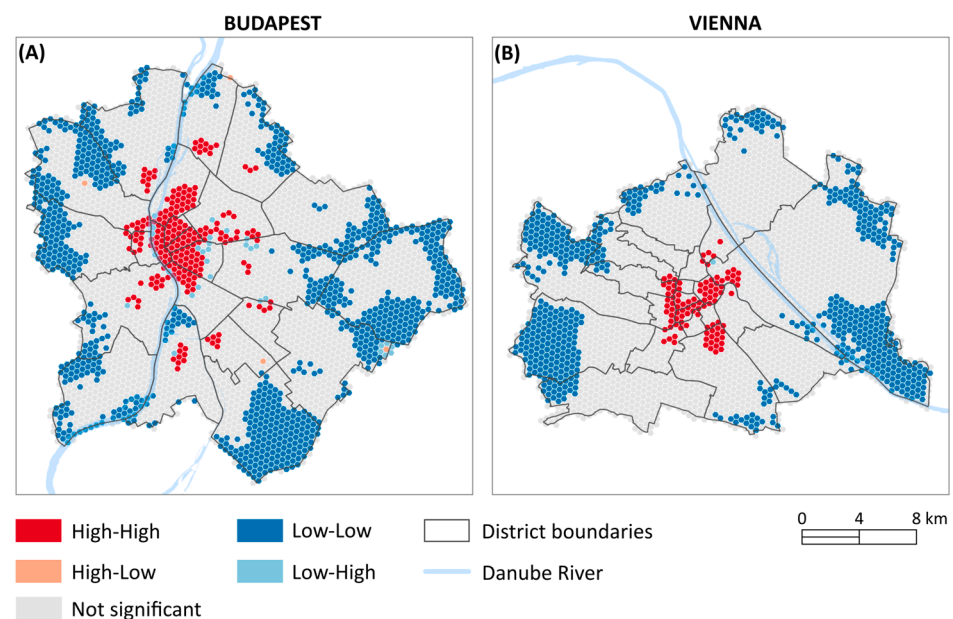 BUDAPEST
VIENNA
(A)
(B)
High-High
Low-Low
District boundaries
0 4 8 km
High-Low
Low-High
Danube River
Not significant